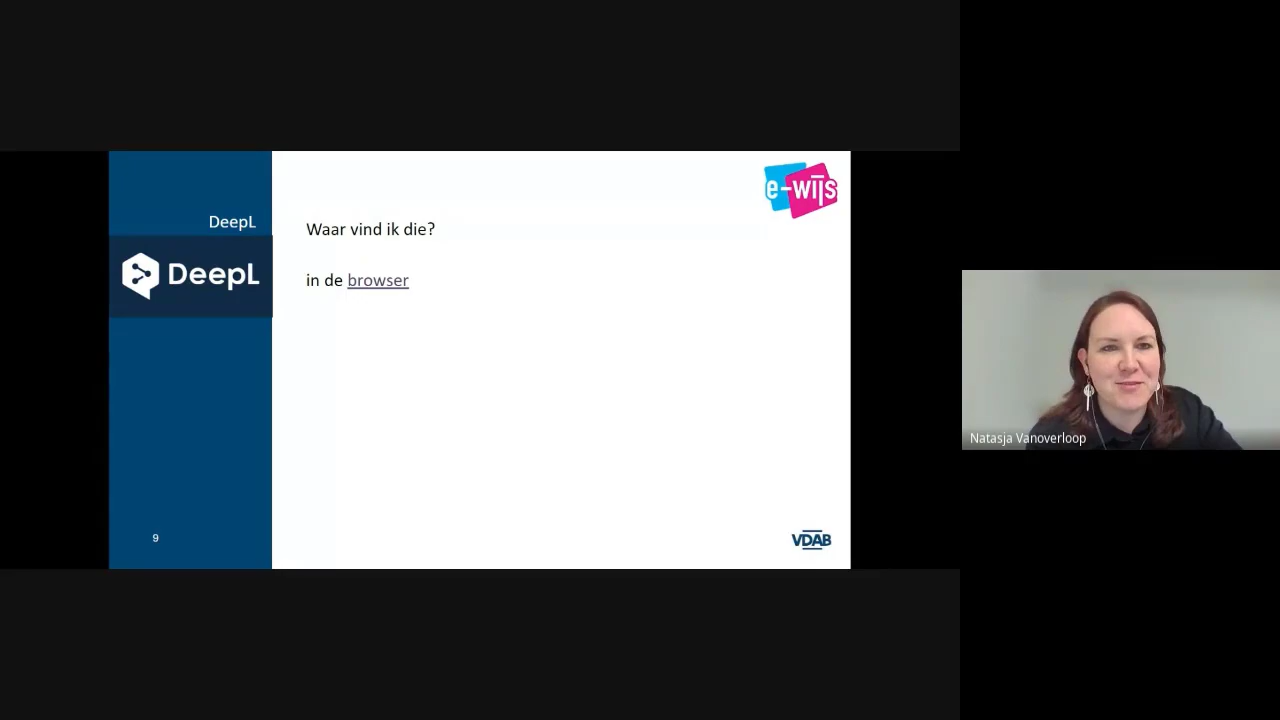 DeepL
DeepL
Waar vind ik die?
in de browser
e-wijs
9
VDAB
Natasja Vanoverloop